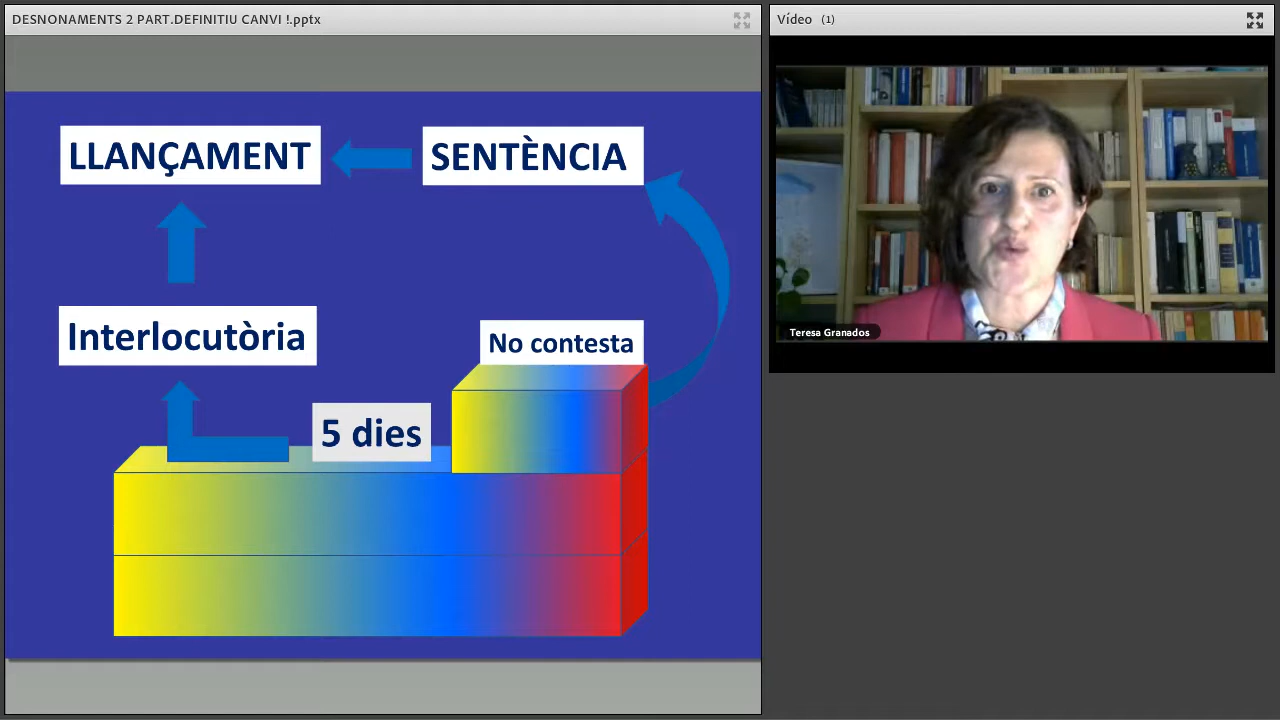 DESNONAMENTS 2 PART.DEFINITIU CANVI !.pptx
Vídeo (1)
LLANÇAMENT
SENTÈNCIA
Interlocutòria
No contesta
5 dies
Teresa Granados